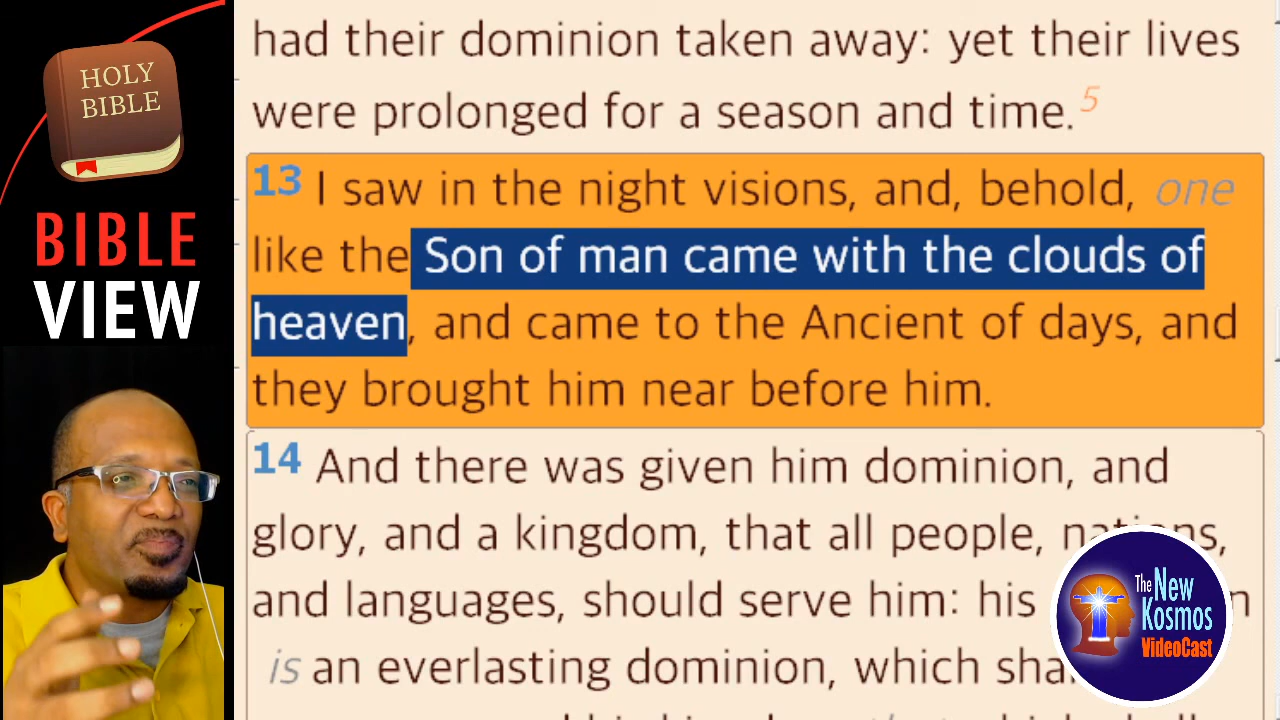 HOLY
BIBLE
BIBLE
VIEW
had their dominion taken away: yet their lives
were prolonged for a season and time.5
13 I saw in the night visions, and, behold, one
like the Son of man came with the clouds of
heaven, and came to the Ancient of days, and
they brought him near before him.
14 And there was given him dominion, and
glory, and a kingdom, that all people, nations,
and languages, should serve him: his
is an everlasting dominion, which
The New
Kosmos
VideoCast